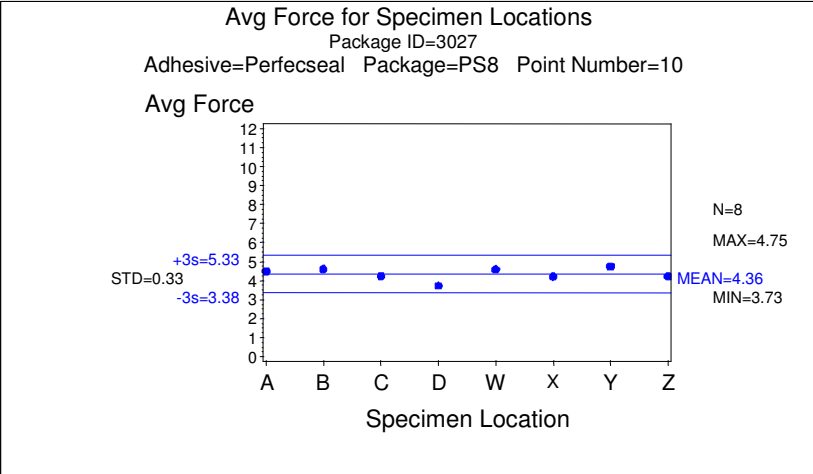 Avg Force for Specimen Locations
Package ID=3027
Adhesive=Perfecseal Package=PS8 Point Number=10
Avg Force
12
11
10
9
8
7
6
5
4
3
2
1
0
+3s=5.33
STD=0.33
-3s=3.38
N=8
MAX=4.75
MEAN=4.36
MIN=3.73
A B C D W X Y Z
Specimen Location